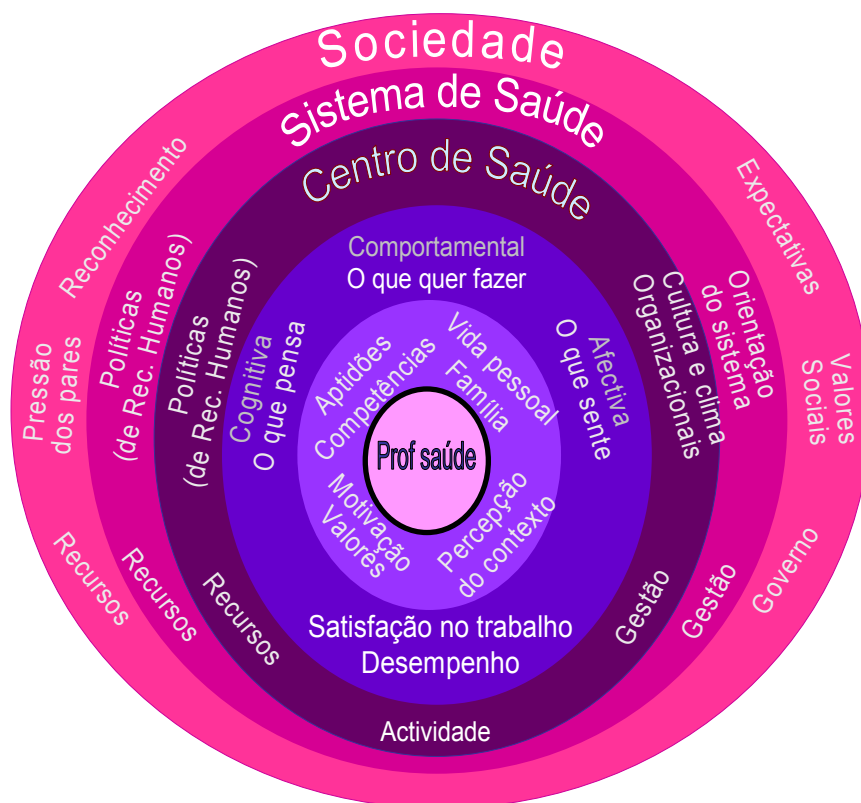 Sociedade
Sistema de Saúde
Centro de Saúde
Reconhecimento
Expectativas
Pressão
dos pares
Políticas
(de Rec. Humanos)
Políticas
(de Rec. Humanos)
Comportamental
O que quer fazer
Cognitiva
O que pensa
Aptidões
Competências
Vida pessoal
Família
Afectiva
O que sente
Cultura e clima
Organizacionais
Orientação
do sistema
Valores
Sociais
Prof saúde
Motivação
Valores
Percepção
do contexto
Recursos
Recursos
Recursos
Satisfação no trabalho
Desempenho
Gestão
Gestão
Governo
Actividade